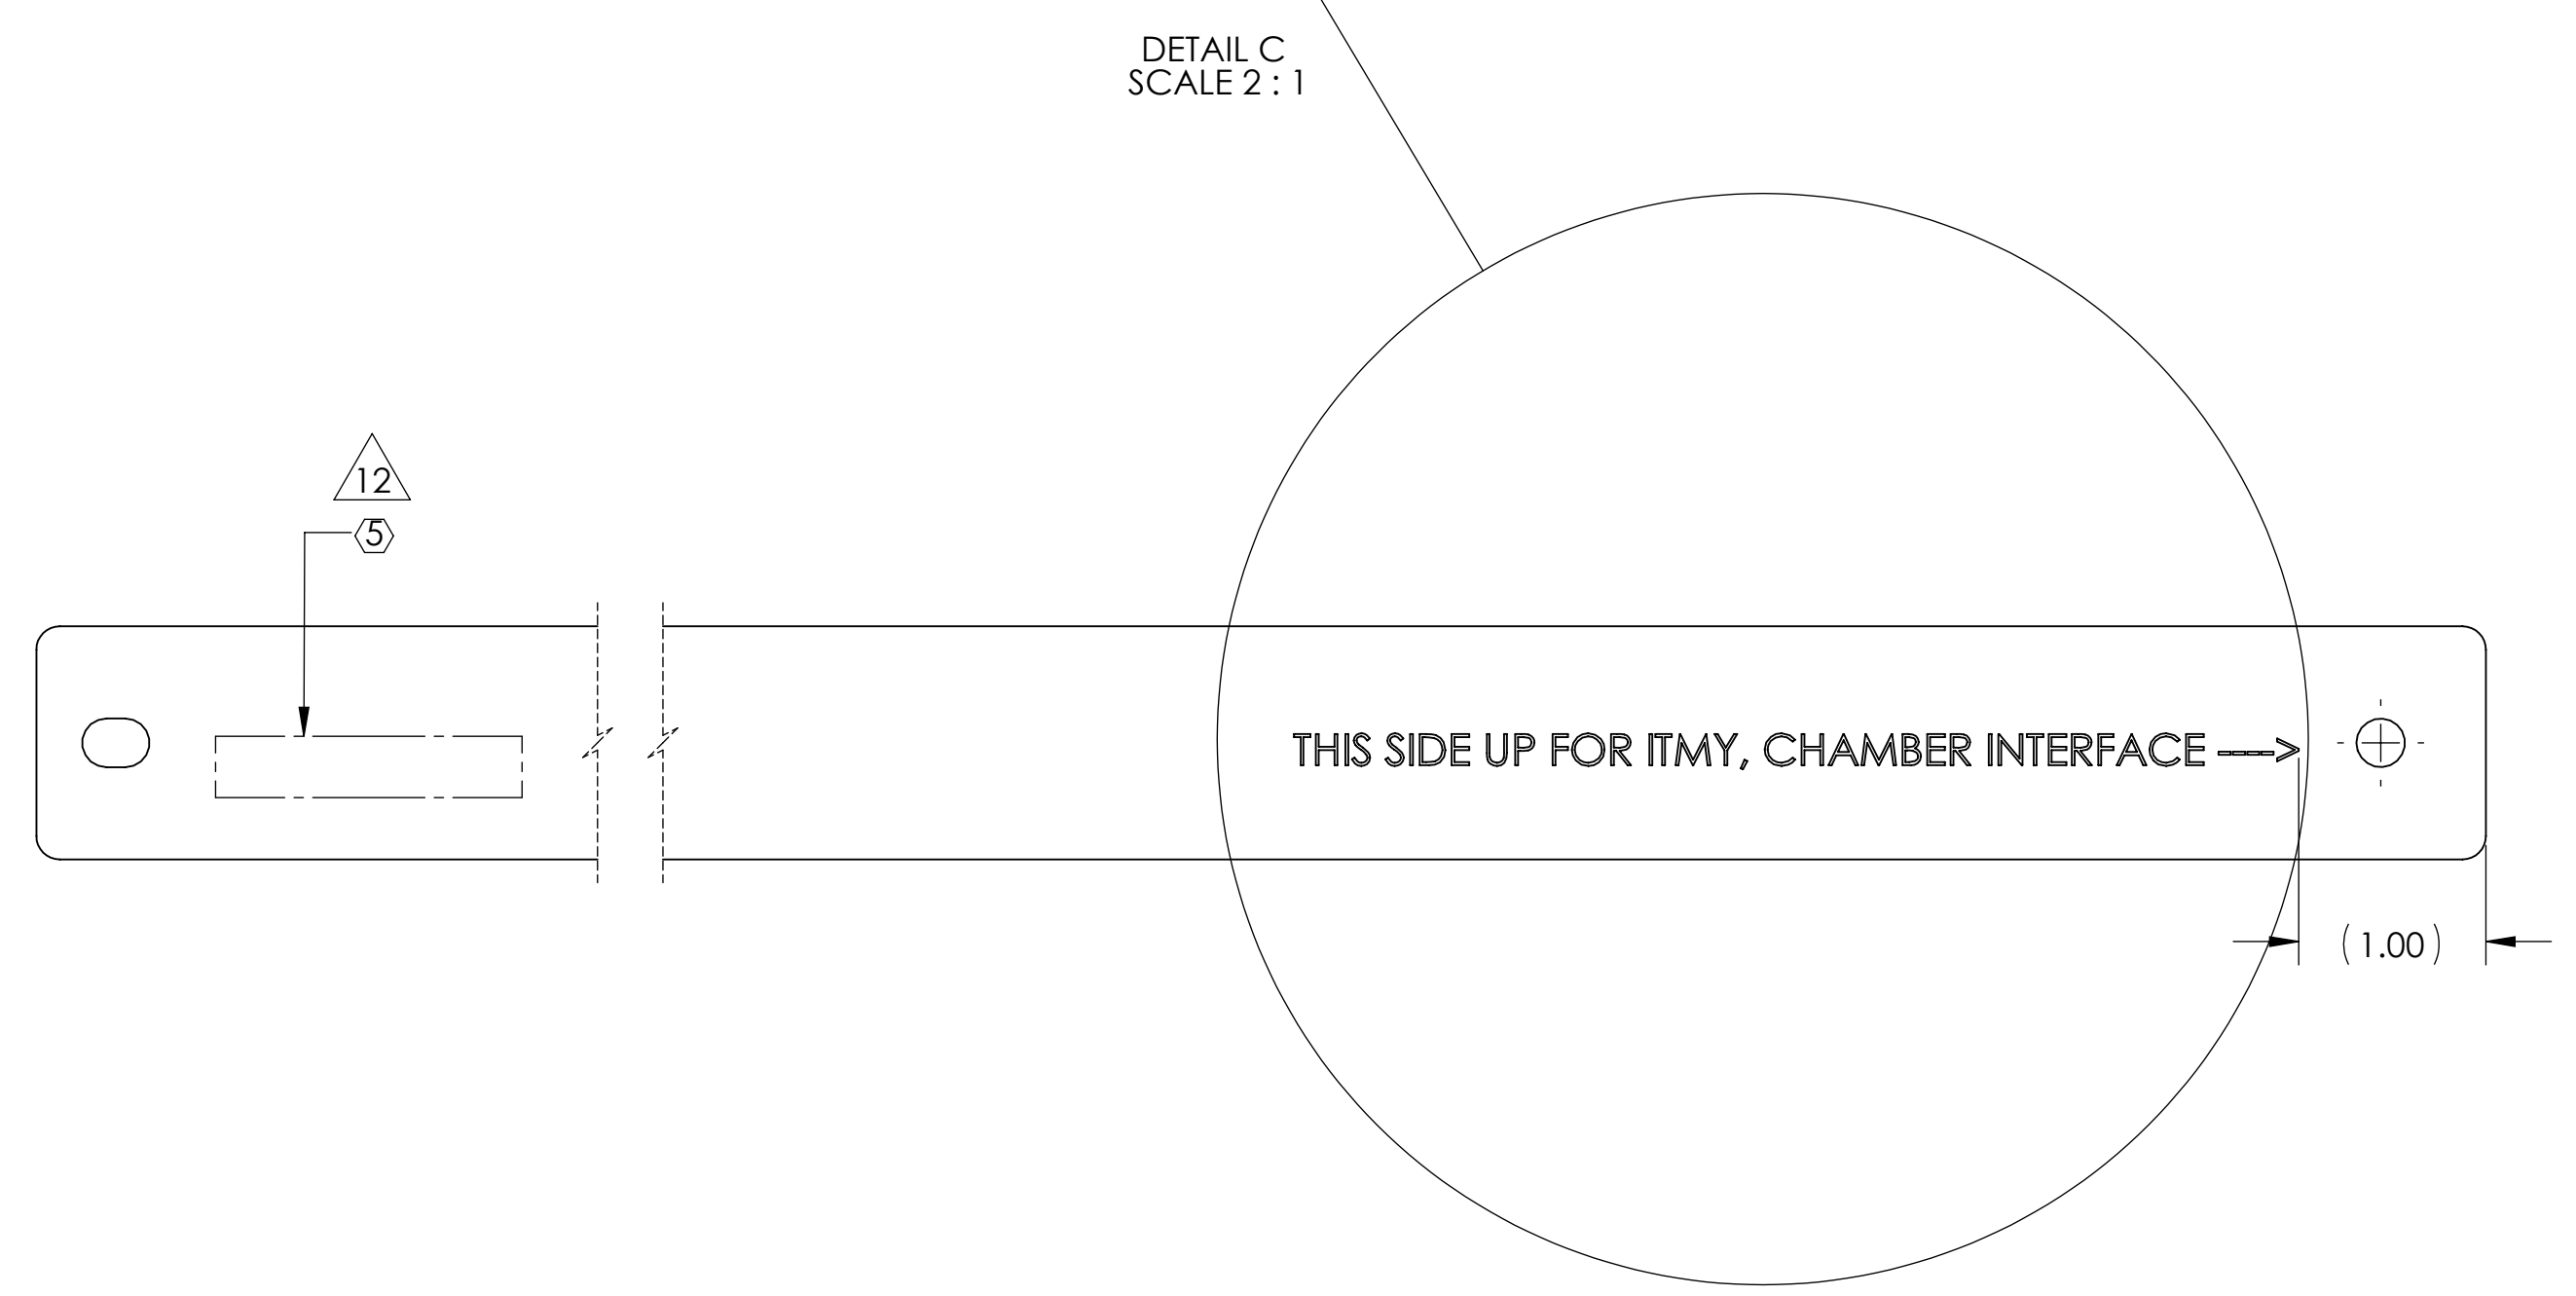 DETAIL C
SCALE 2 : 1
12
5
THIS SIDE UP FOR ITMY, CHAMBER INTERFACE ---->
(1.00)